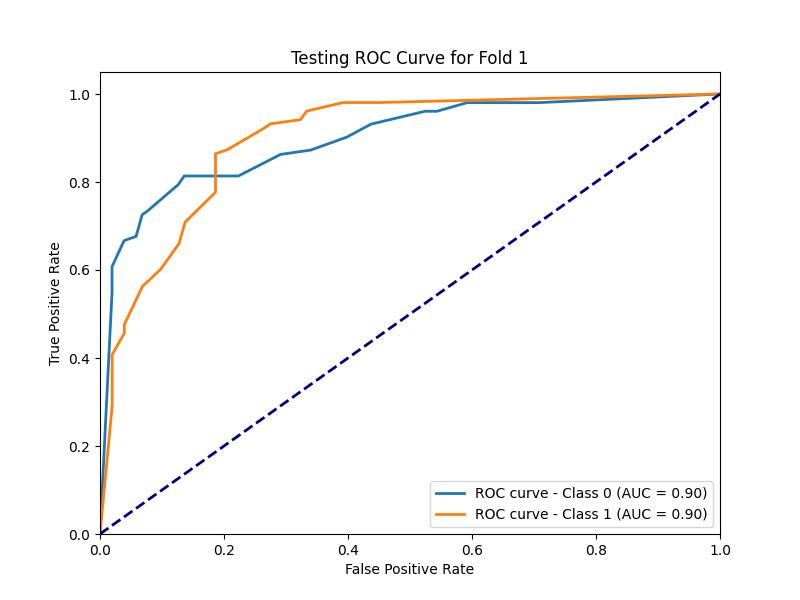 Testing ROC Curve for Fold 1
True Positive Rate
1.0
0.8
0.6
0.4
0.2
0.0
0.0 0.2 0.4 0.6 0.8 1.0
False Positive Rate
ROC curve - Class 0 (AUC = 0.90)
ROC curve - Class 1 (AUC = 0.90)